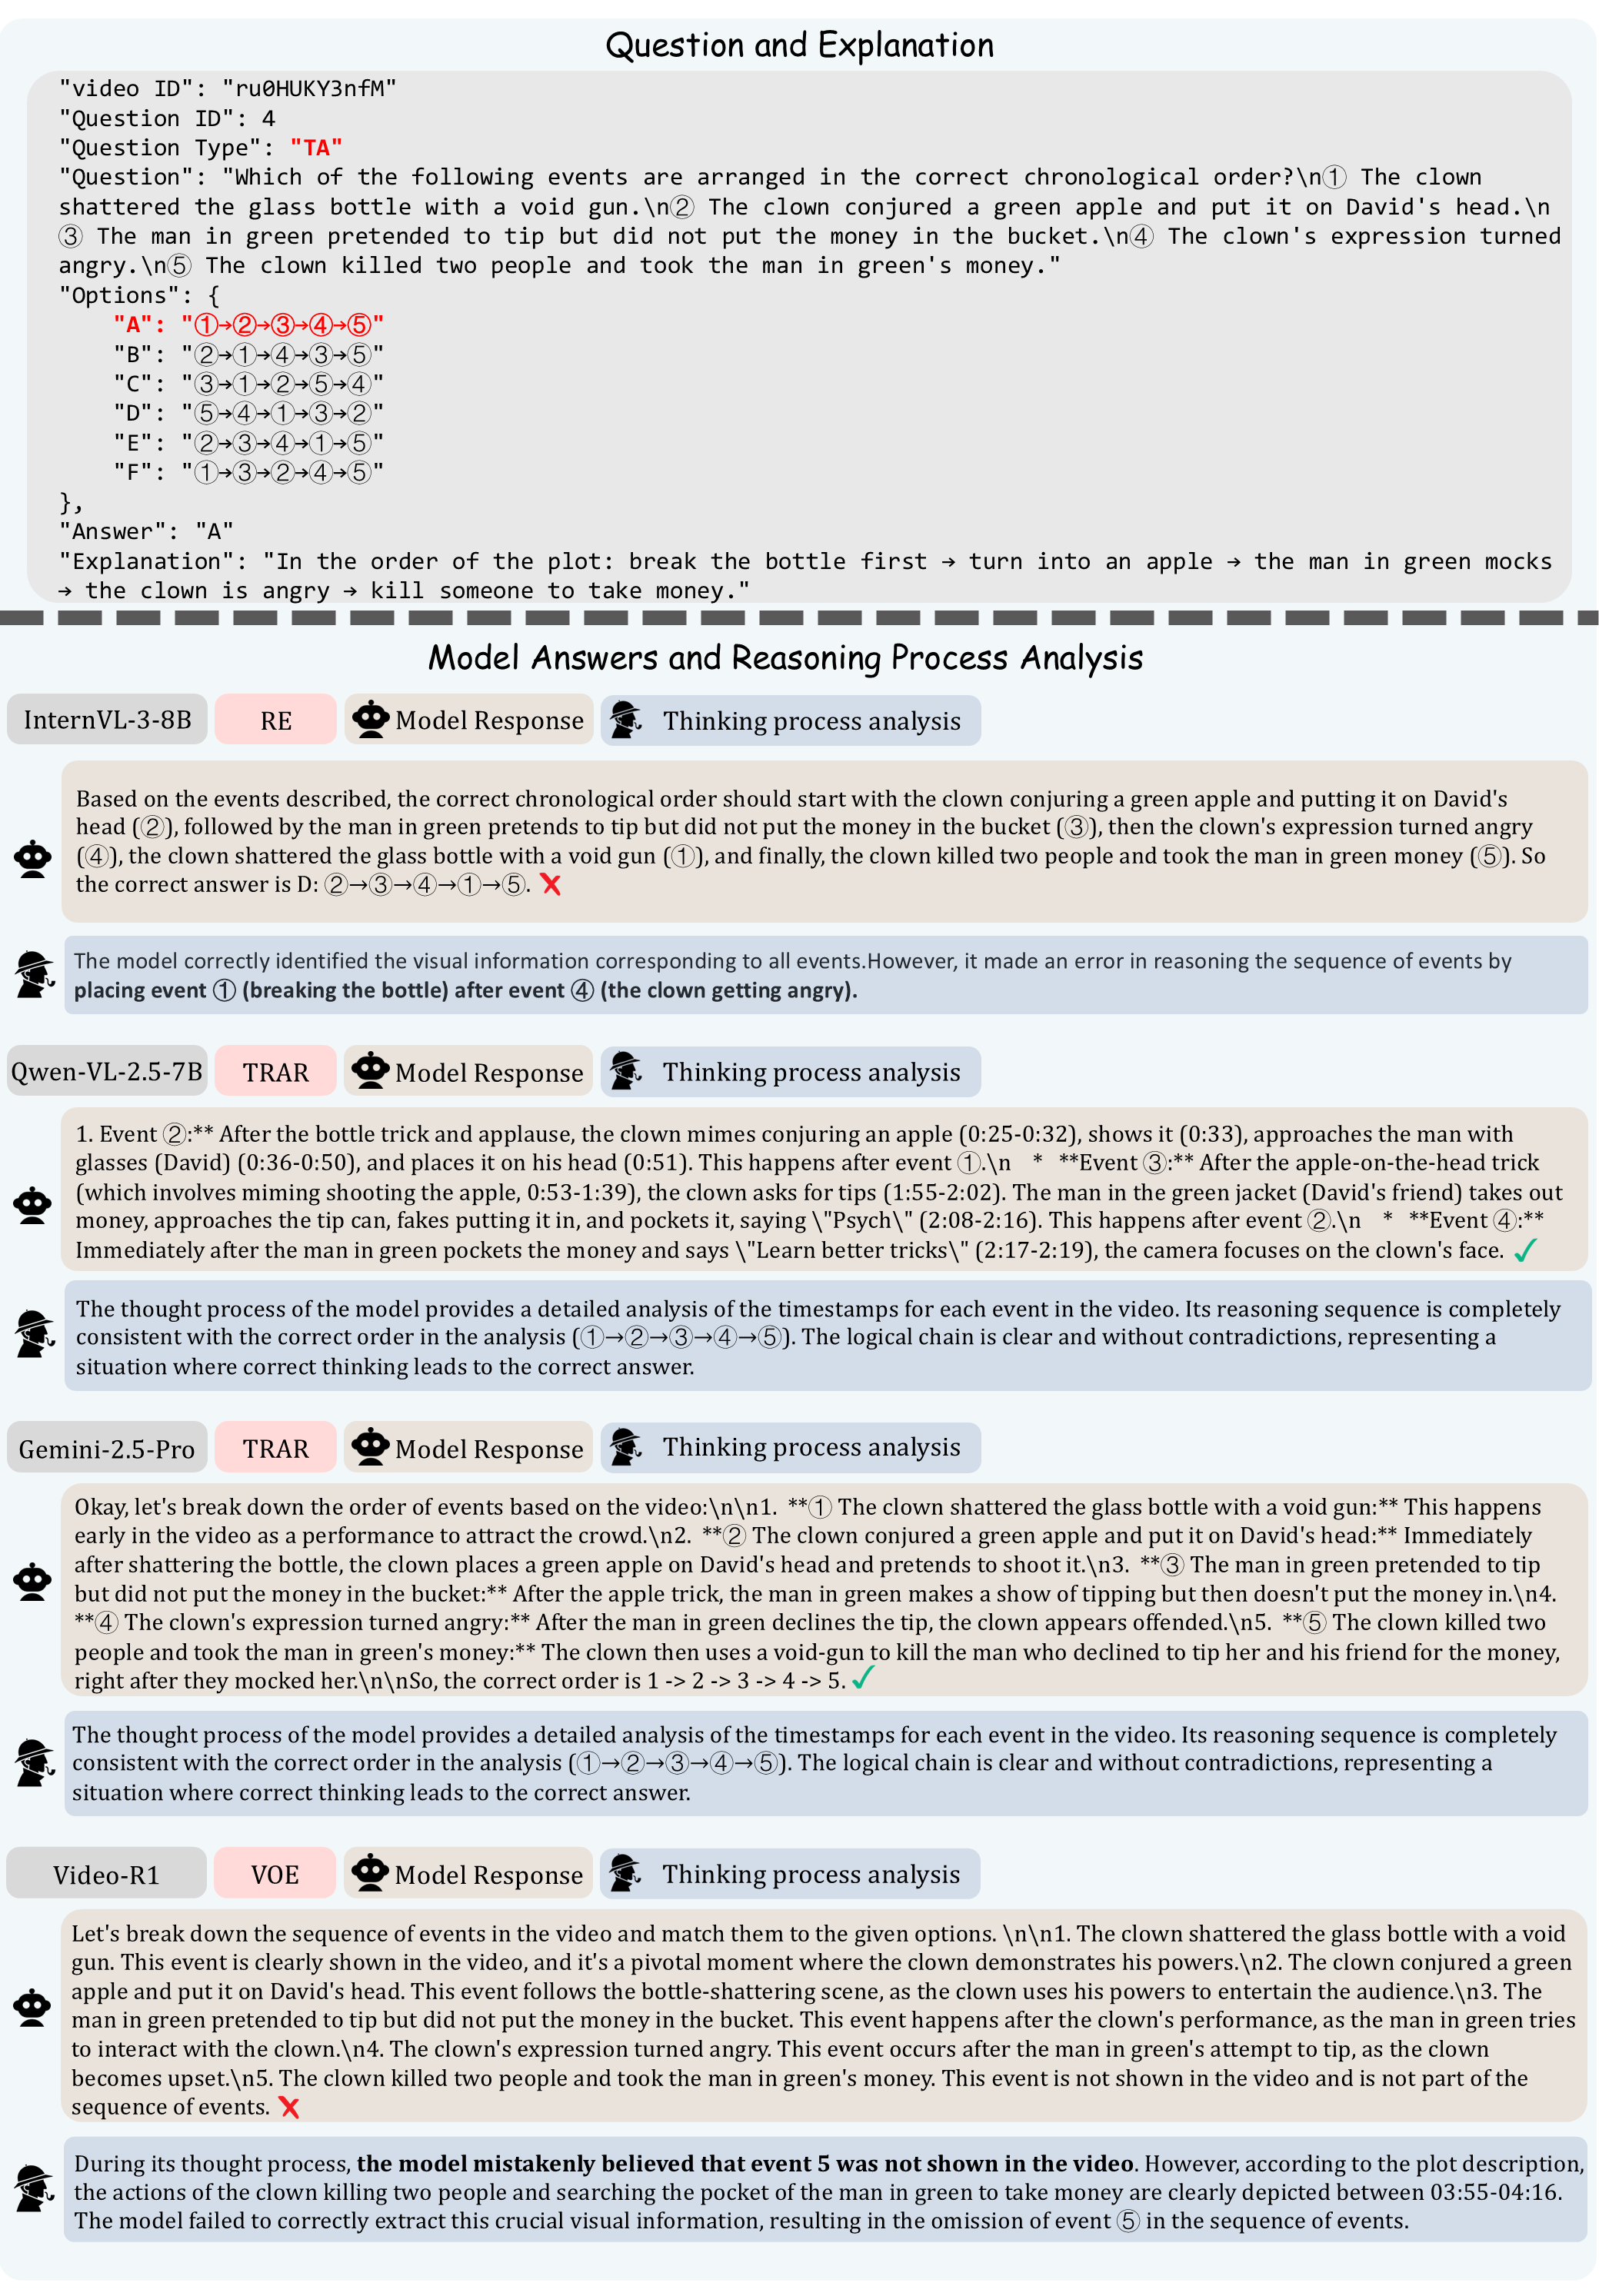 Question and Explanation
"video ID": "ru0HUKY3nfM"
"Question ID": 4
"Question Type": "TA"
"Question": "Which of the following events are arranged in the correct chronological order?\n① The clown
shattered the glass bottle with a void gun.\n② The clown conjured a green apple and put it on David's head.\n
③ The man in green pretended to tip but did not put the money in the bucket.\n④ The clown's expression turned
angry.\n⑤ The clown killed two people and took the man in green's money."
"Options": {
"A": "①→②→③→④→⑤"
"B": "②→①→④→③→⑤"
"C": "③→①→②→⑤→④"
"D": "⑤→④→①→③→②"
"E": "②→③→④→①→⑤"
"F": "①→③→②→④→⑤"
},
"Answer": "A"
"Explanation": "In the order of the plot: break the bottle first → turn into an apple → the man in green mocks
→ the clown is angry → kill someone to take money."
Model Answers and Reasoning Process Analysis
InternVL-3-8B RE Model Response Thinking process analysis
Based on the events described, the correct chronological order should start with the clown conjuring a green apple and putting it on David's
head (②), followed by the man in green pretends to tip but did not put the money in the bucket (③), then the clown's expression turned angry
(④), the clown shattered the glass bottle with a void gun (①), and finally, the clown killed two people and took the man in green money (⑤). So
the correct answer is D: ②→③→④→①→⑤. ✗
The model correctly identified the visual information corresponding to all events.However, it made an error in reasoning the sequence of events by
placing event ① (breaking the bottle) after event ④ (the clown getting angry).
Qwen-VL-2.5-7B TRAR Model Response Thinking process analysis
1. Event ②:** After the bottle trick and applause, the clown mimes conjuring an apple (0:25-0:32), shows it (0:33), approaches the man with
glasses (David) (0:36-0:50), and places it on his head (0:51). This happens after event ①.\n * **Event ③:** After the apple-on-the-head trick
(which involves miming shooting the apple, 0:53-1:39), the clown asks for tips (1:55-2:02). The man in the green jacket (David's friend) takes out
money, approaches the tip can, fakes putting it in, and pockets it, saying \"Psych\" (2:08-2:16). This happens after event ②.\n * **Event ④:**
Immediately after the man in green pockets the money and says \"Learn better tricks\" (2:17-2:19), the camera focuses on the clown's face. ✓
The thought process of the model provides a detailed analysis of the timestamps for each event in the video. Its reasoning sequence is completely
consistent with the correct order in the analysis (①→②→③→④→⑤). The logical chain is clear and without contradictions, representing a
situation where correct thinking leads to the correct answer.
Gemini-2.5-Pro TRAR Model Response Thinking process analysis
Okay, let's break down the order of events based on the video:\n\n1. **① The clown shattered the glass bottle with a void gun:** This happens
early in the video as a performance to attract the crowd.\n2. **② The clown conjured a green apple and put it on David's head:** Immediately
after shattering the bottle, the clown places a green apple on David's head and pretends to shoot it.\n3. **③ The man in green pretended to tip
but did not put the money in the bucket:** After the apple trick, the man in green makes a show of tipping but then doesn't put the money in.\n4.
**④ The clown's expression turned angry:** After the man in green declines the tip, the clown appears offended.\n5. **⑤ The clown killed two
people and took the man in green's money:** The clown then uses a void-gun to kill the man who declined to tip her and his friend for the money,
right after they mocked her.\n\nSo, the correct order is 1 -> 2 -> 3 -> 4 -> 5. ✓
The thought process of the model provides a detailed analysis of the timestamps for each event in the video. Its reasoning sequence is completely
consistent with the correct order in the analysis (①→②→③→④→⑤). The logical chain is clear and without contradictions, representing a
situation where correct thinking leads to the correct answer.
Video-R1 VOE Model Response Thinking process analysis
Let's break down the sequence of events in the video and match them to the given options. \n\n1. The clown shattered the glass bottle with a void
gun. This event is clearly shown in the video, and it's a pivotal moment where the clown demonstrates his powers.\n2. The clown conjured a green
apple and put it on David's head. This event follows the bottle-shattering scene, as the clown uses his powers to entertain the audience.\n3. The
man in green pretended to tip but did not put the money in the bucket. This event happens after the clown's performance, as the man in green tries
to interact with the clown.\n4. The clown's expression turned angry. This event occurs after the man in green's attempt to tip, as the clown
becomes upset.\n5. The clown killed two people and took the man in green's money. This event is not shown in the video and is not part of the
sequence of events. ✗
During its thought process, the model mistakenly believed that event 5 was not shown in the video. However, according to the plot description,
the actions of the clown killing two people and searching the pocket of the man in green to take money are clearly depicted between 03:55-04:16.
The model failed to correctly extract this crucial visual information, resulting in the omission of event ⑤ in the sequence of events.